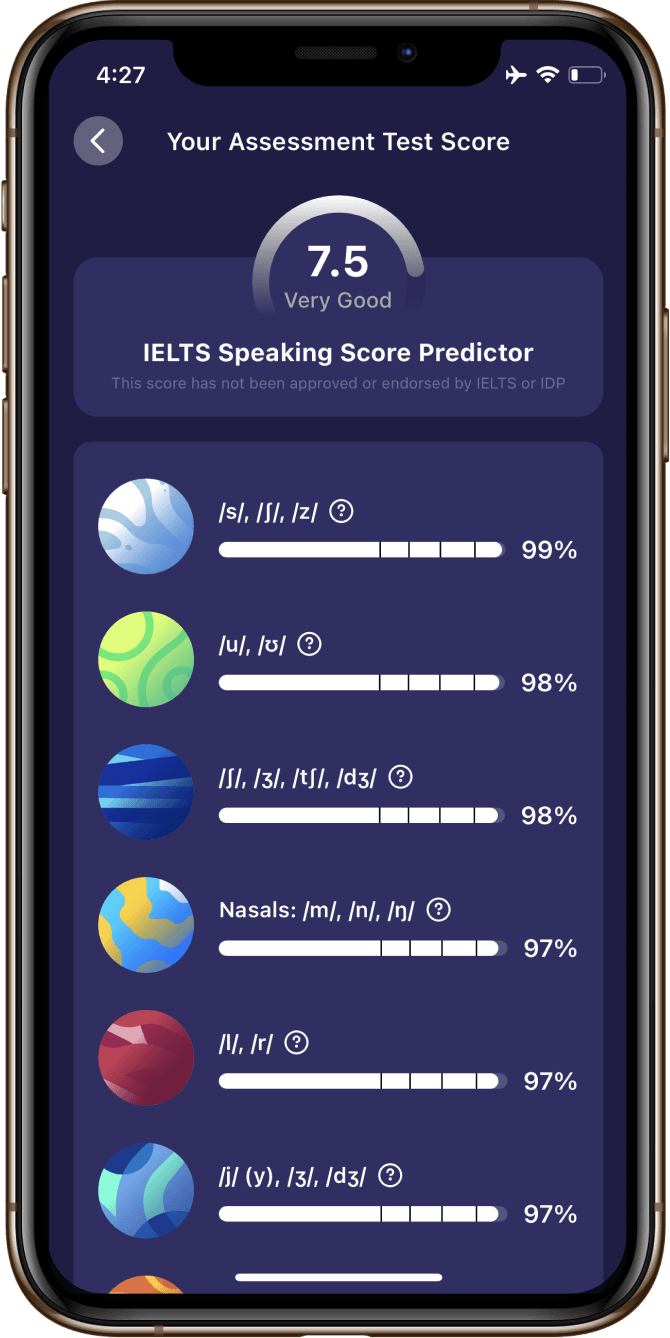 4:27
Your Assessment Test Score
7.5
Very Good
IELTS Speaking Score Predictor
This score has not been approved or endorsed by IELTS or IDP
/s/, /ʃ/, /z/ ?
99%
/u/, /ʊ/ ?
98%
/ʃ/, /ʒ/, /tʃ/, /dʒ/ ?
98%
Nasals: /m/, /n/, /ŋ/ ?
97%
/l/, /r/ ?
97%
/j/ (y), /ʒ/, /dʒ/ ?
97%